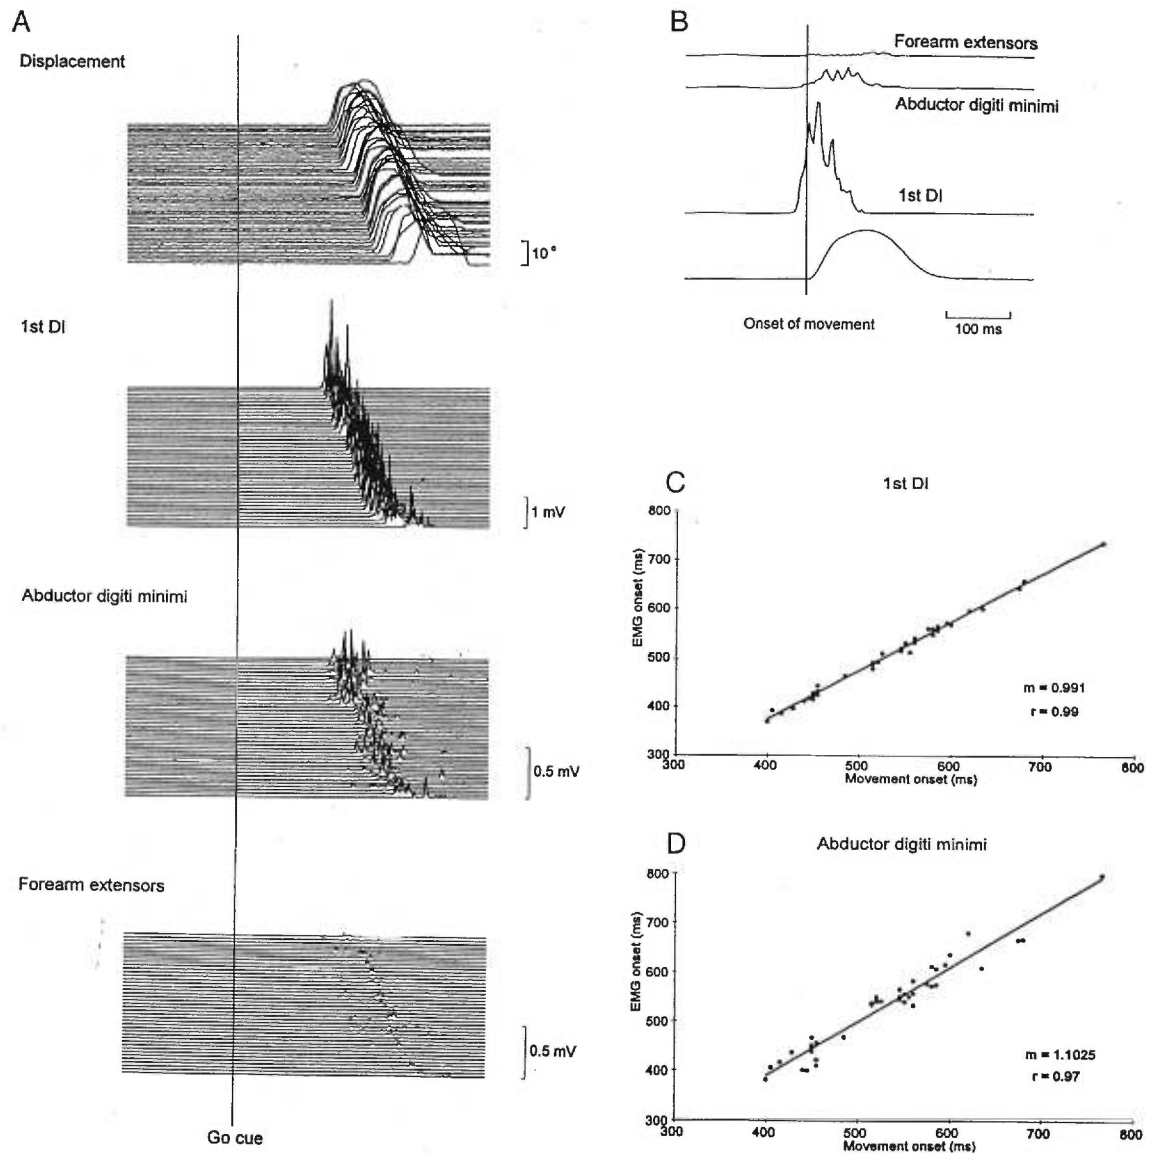 A
Displacement
10°
1st DI
1 mV
Abductor digiti minimi
0.5 mV
Forearm extensors
0.5 mV
Go cue
B
Forearm extensors
Abductor digiti minimi
1st DI
Onset of movement
100 ms
C
1st DI
800
700
600
500
400
300
EMG onset (ms)
m = 0.991
r = 0.99
300 400 500 600 700 800
Movement onset (ms)
D
Abductor digiti minimi
800
700
600
500
400
300
EMG onset (ms)
m = 1.1025
r = 0.97
300 400 500 600 700 800
Movement onset (ms)